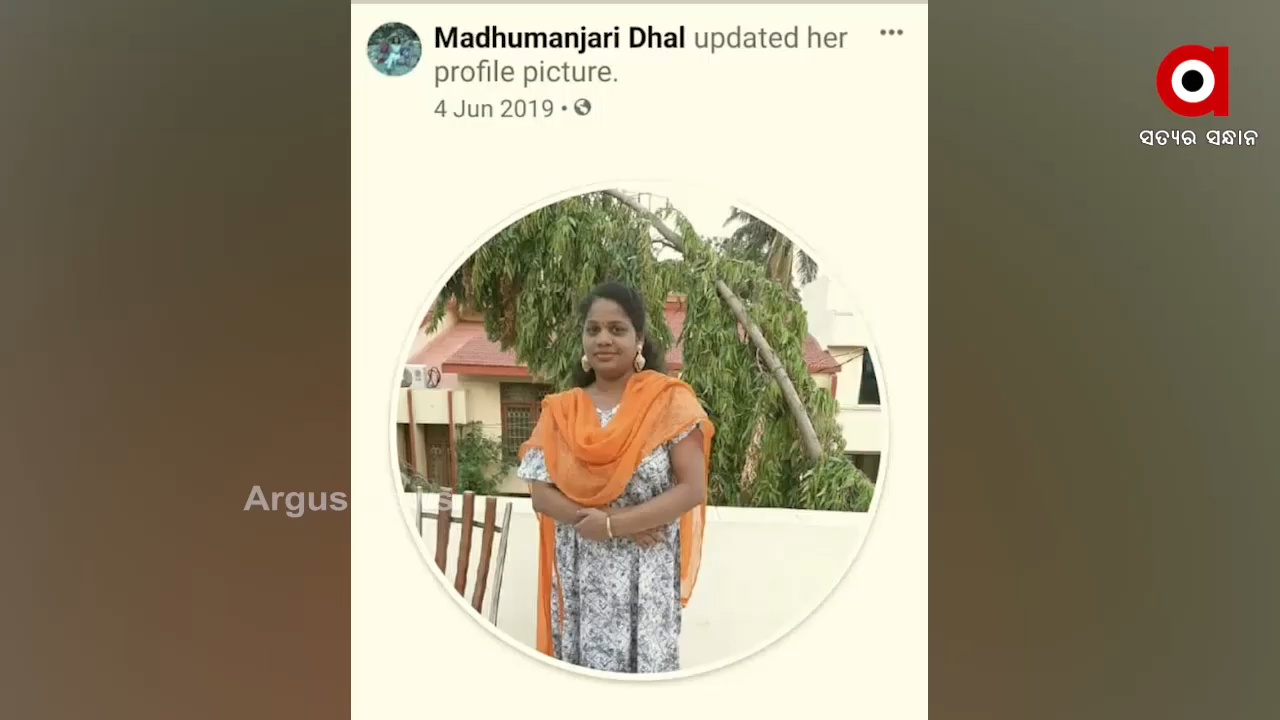 Madhumanjari Dhal updated her
profile picture.
4 Jun 2019 •
ସତ୍ୟର ସନ୍ଧାନ
Argus